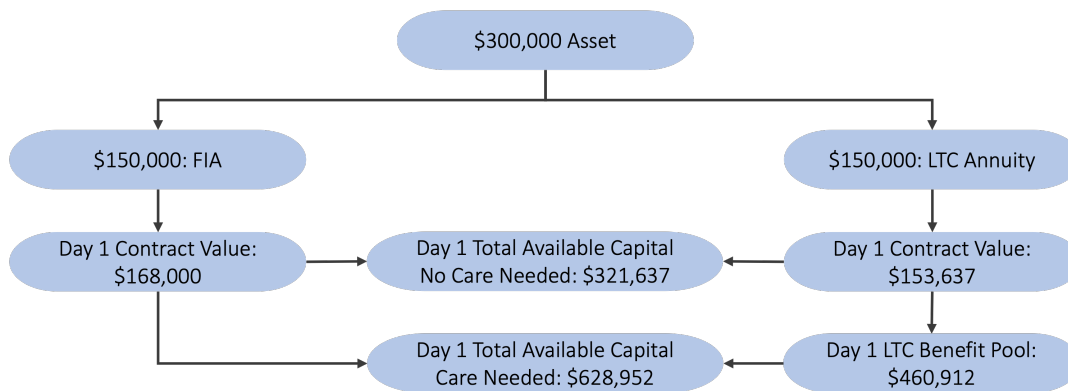 $300,000 Asset
$150,000: FIA
$150,000: LTC Annuity
Day 1 Contract Value:
$168,000
Day 1 Total Available Capital
No Care Needed: $321,637
Day 1 Contract Value:
$153,637
Day 1 Total Available Capital
Care Needed: $628,952
Day 1 LTC Benefit Pool:
$460,912